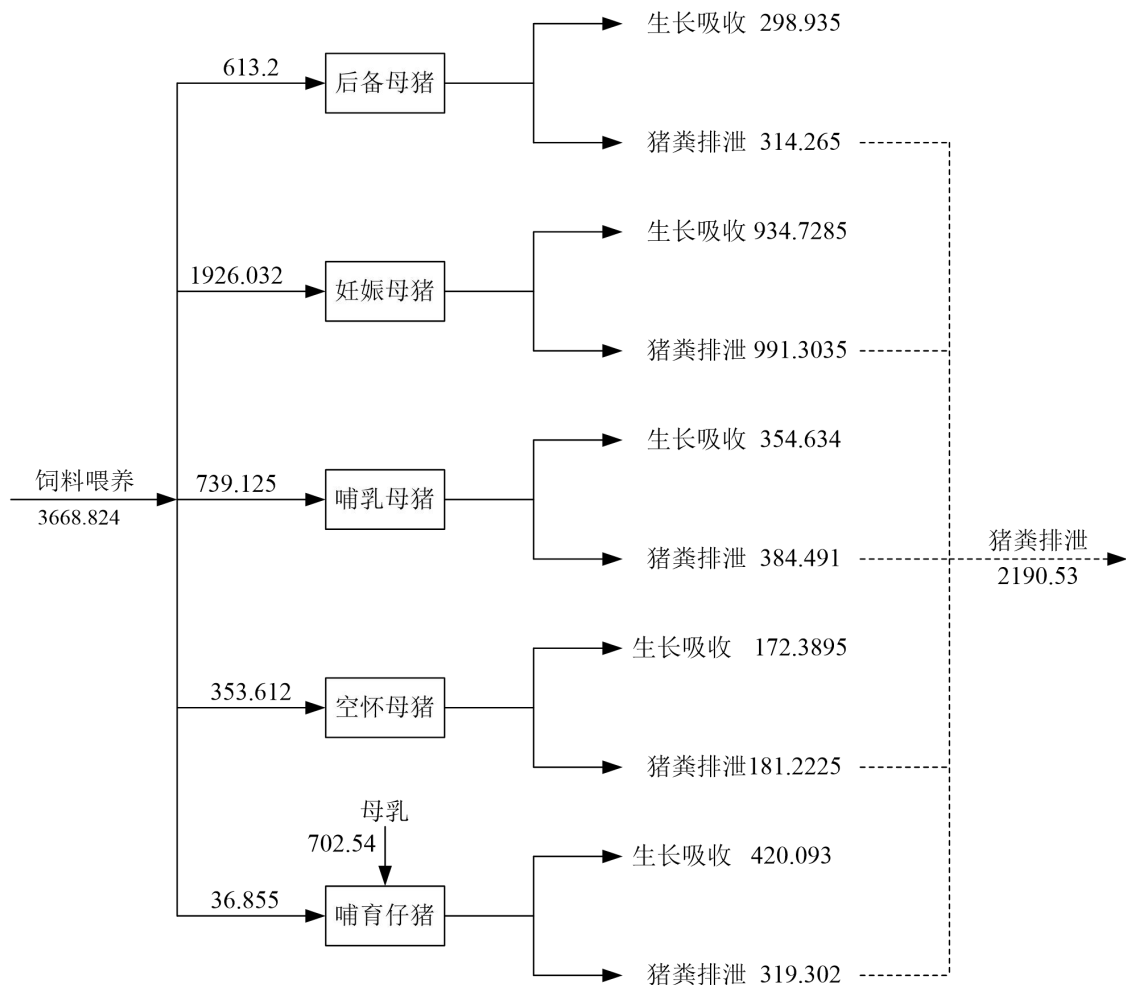 生长吸收 298.935
613.2
后备母猪
猪粪排泄 314.265
生长吸收 934.7285
1926.032
妊娠母猪
猪粪排泄 991.3035
生长吸收 354.634
饲料喂养
3668.824
739.125
哺乳母猪
猪粪排泄 384.491
猪粪排泄
2190.53
生长吸收 172.3895
353.612
空怀母猪
猪粪排泄181.2225
母乳
702.54
生长吸收 420.093
36.855
哺育仔猪
猪粪排泄 319.302